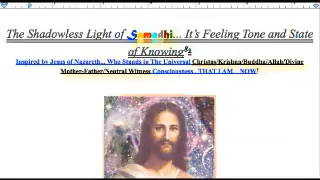 The Shadowless Light of Samadhi... It's Feeling Tone and State
of Knowing
Inspired by Jesus of Nazareth... Who Stands in The Universal Christos/Krishna/Buddha/Allah/Divine
Mother-Father/Neutral Witness Consciousness, THAT I AM NOW!